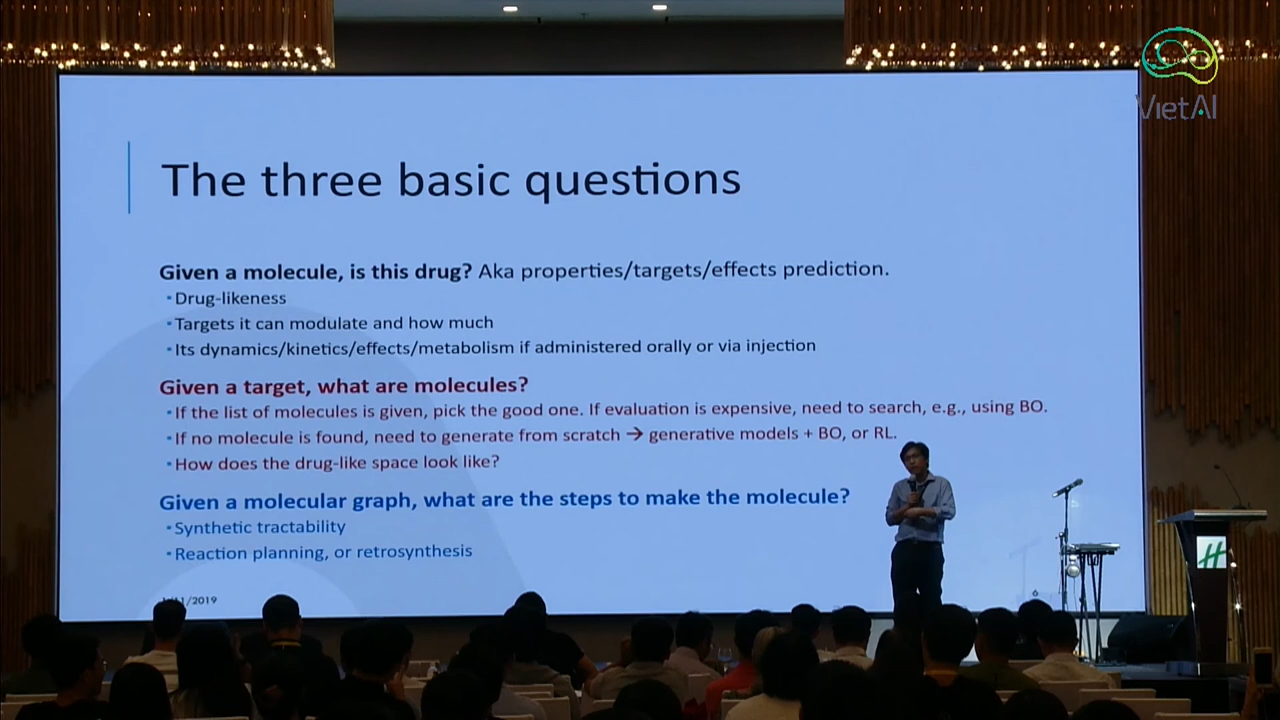 VietAI
The three basic questions
Given a molecule, is this drug? Aka properties/targets/effects prediction.
▪ Drug-likeness
▪ Targets it can modulate and how much
▪ Its dynamics/kinetics/effects/metabolism if administered orally or via injection
Given a target, what are molecules?
▪ If the list of molecules is given, pick the good one. If evaluation is expensive, need to search, e.g., using BO.
▪ If no molecule is found, need to generate from scratch → generative models + BO, or RL.
▪ How does the drug-like space look like?
Given a molecular graph, what are the steps to make the molecule?
▪ Synthetic tractability
▪ Reaction planning, or retrosynthesis
6